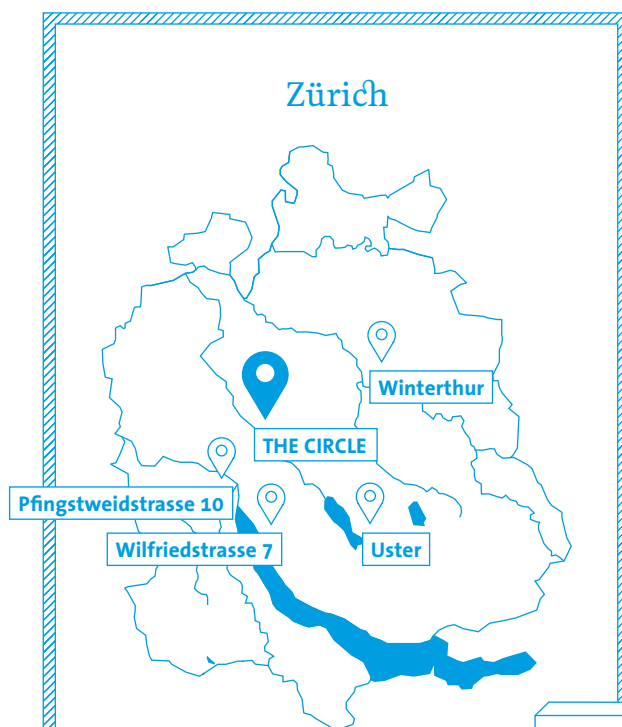 Zürich
Winterthur
THE CIRCLE
Pfingstweidstrasse 10
Wilfriedstrasse 7
Uster